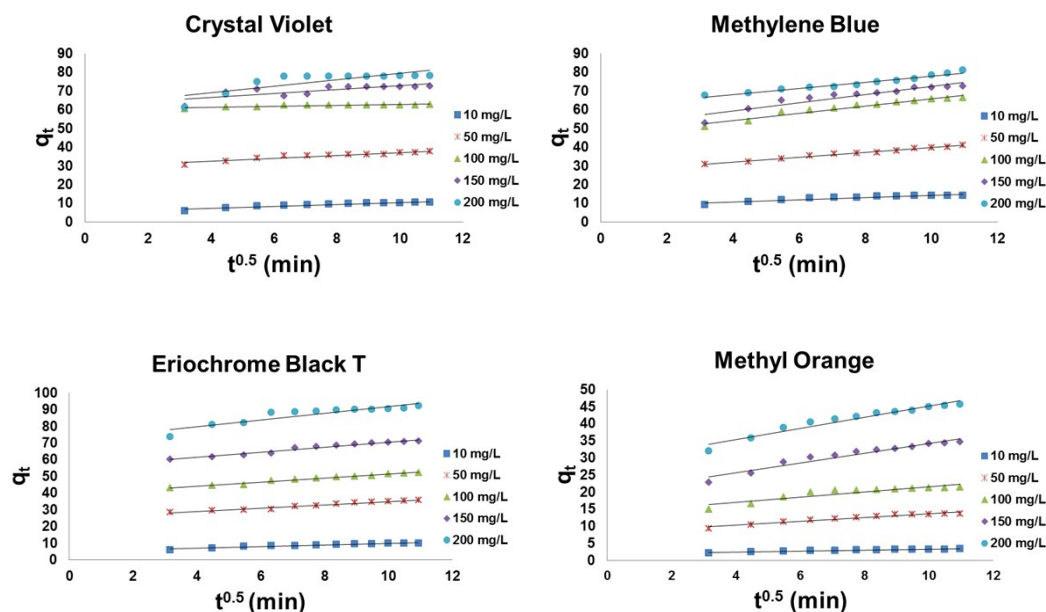 Crystal Violet
90
80
70
60
50
40
30
20
10
0
qt
0 2 4 6 8 10 12
t0.5 (min)
10 mg/L
50 mg/L
100 mg/L
150 mg/L
200 mg/L
Methylene Blue
90
80
70
60
50
40
30
20
10
0
qt
0 2 4 6 8 10 12
t0.5 (min)
10 mg/L
50 mg/L
100 mg/L
150 mg/L
200 mg/L
Eriochrome Black T
100
90
80
70
60
50
40
30
20
10
0
qt
0 2 4 6 8 10 12
t0.5 (min)
10 mg/L
50 mg/L
100 mg/L
150 mg/L
200 mg/L
Methyl Orange
50
45
40
35
30
25
20
15
10
5
0
qt
0 2 4 6 8 10 12
t0.5 (min)
10 mg/L
50 mg/L
100 mg/L
150 mg/L
200 mg/L